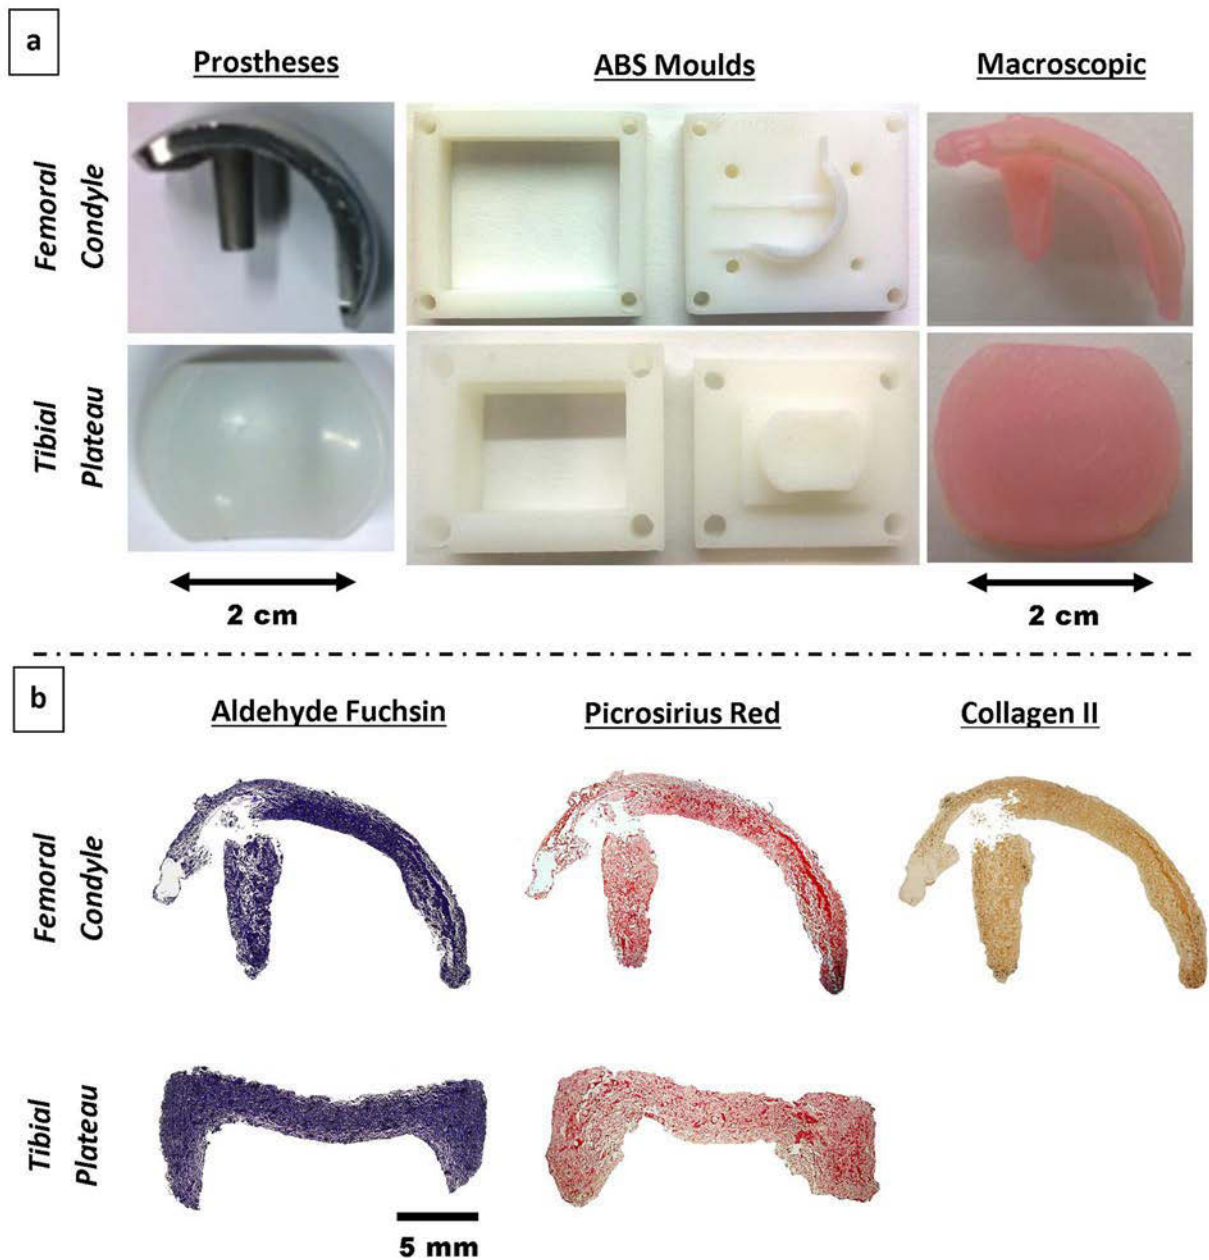 a
Prostheses
ABS Moulds
Macroscopic
Femoral
Condyle
Tibial
Plateau
2 cm
2 cm
b
Aldehyde Fuchsin
Picrosirius Red
Collagen II
Femoral
Condyle
Tibial
Plateau
5 mm